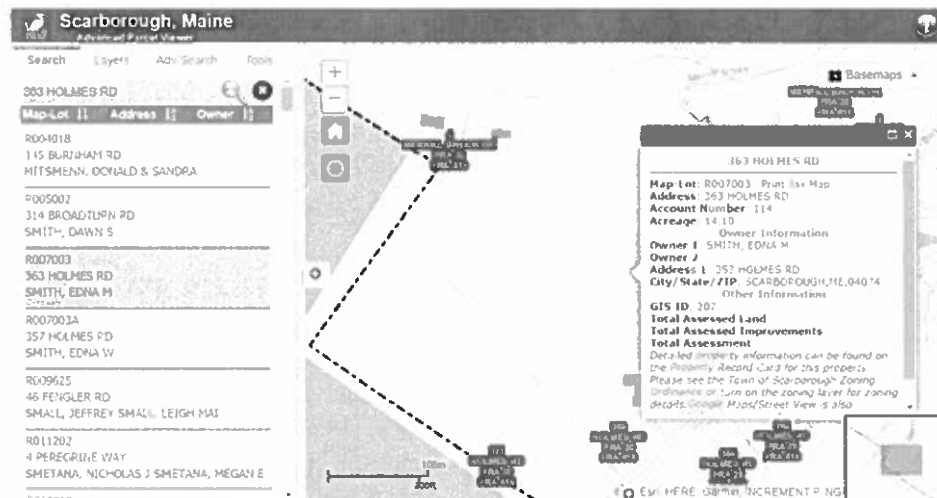 Scarborough, Maine
Advanced Parcel Viewer
Search Layers Adv Search Tools
363 HOLMES RD
Map-Lot Address Owner
R004018
145 BURNHAM RD
MITSMENN, DONALD & SANDRA
R005002
314 BROADTURN RD
SMITH, DAWN S
R007003
363 HOLMES RD
SMITH, EDNA M
R007003A
357 HOLMES RD
SMITH, EDNA W
R009625
46 FENGLER RD
SMALL, JEFFREY SMALL, LEIGH MAI
R011202
4 PEREGRINE WAY
SMETANA, NICHOLAS J SMETANA, MEGAN E
Basemaps
363 HOLMES RD
Map-Lot: R007003 Print Tax Map
Address: 363 HOLMES RD
Account Number: 114
Acreage: 14.10
Owner Information
Owner 1: SMITH, EDNA M
Owner 2
Address 1: 357 HOLMES RD
City/State/ZIP: SCARBOROUGH,ME,04074
Other Information
GIS ID: 207
Total Assessed Land
Total Assessed Improvements
Total Assessment
Detailed property information can be found on
the Property Record Card for this property
Please see the Town of Scarborough Zoning
Ordinance or turn on the zoning layer for zoning
details. Google Maps/Street View is also
100m
300ft
Esri, HERE, Garmin, INCREMENT P, NG